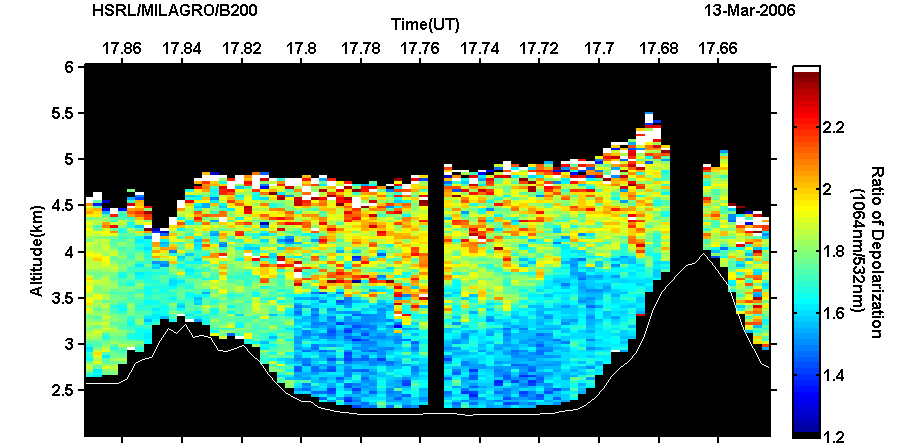 HSRL/MILAGRO/B200
13-Mar-2006
Time(UT)
17.86 17.84 17.82 17.8 17.78 17.76 17.74 17.72 17.7 17.68 17.66
6
5.5
5
4.5
4
3.5
3
2.5
Altitude(km)
2.2
2
1.8
1.6
1.4
1.2
Ratio of Depolarization
(1064nm/532nm)